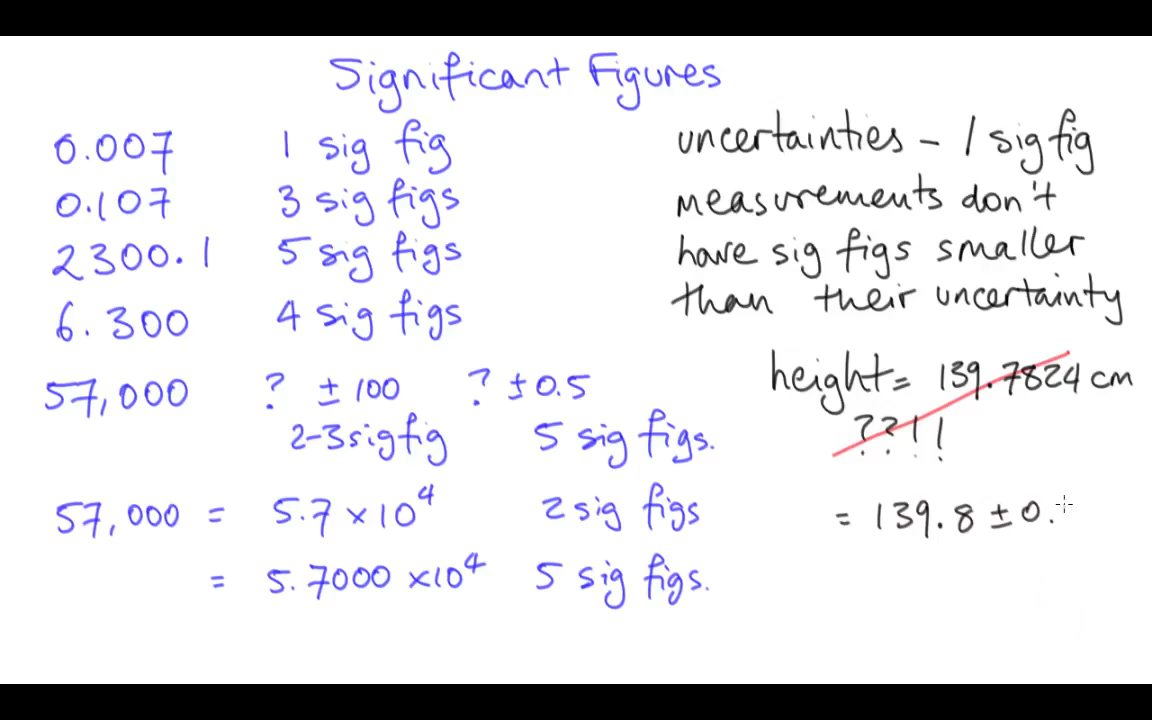 Significant Figures
0.007 1 sig fig
0.107 3 sig figs
2300.1 5 sig figs
6.300 4 sig figs
57,000 ? ±100 ? ±0.5
2-3 sig fig 5 sig figs.
57,000 = 5.7 ×10⁴ 2 sig figs
= 5.7000 ×10⁴ 5 sig figs.
uncertainties - 1 sig fig
measurements don't
have sig figs smaller
than their uncertainty
height = 139.7824 cm
??!!
= 139.8 ± 0.